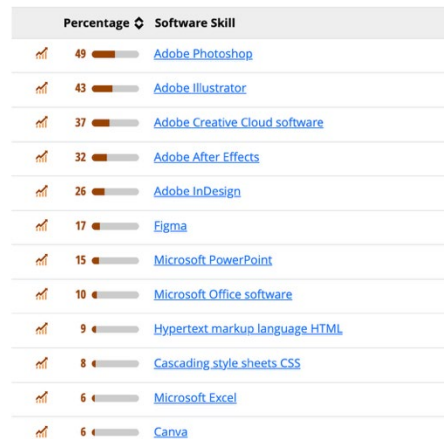 Percentage Software Skill
49 Adobe Photoshop
43 Adobe Illustrator
37 Adobe Creative Cloud software
32 Adobe After Effects
26 Adobe InDesign
17 Figma
15 Microsoft PowerPoint
10 Microsoft Office software
9 Hypertext markup language HTML
8 Cascading style sheets CSS
6 Microsoft Excel
6 Canva